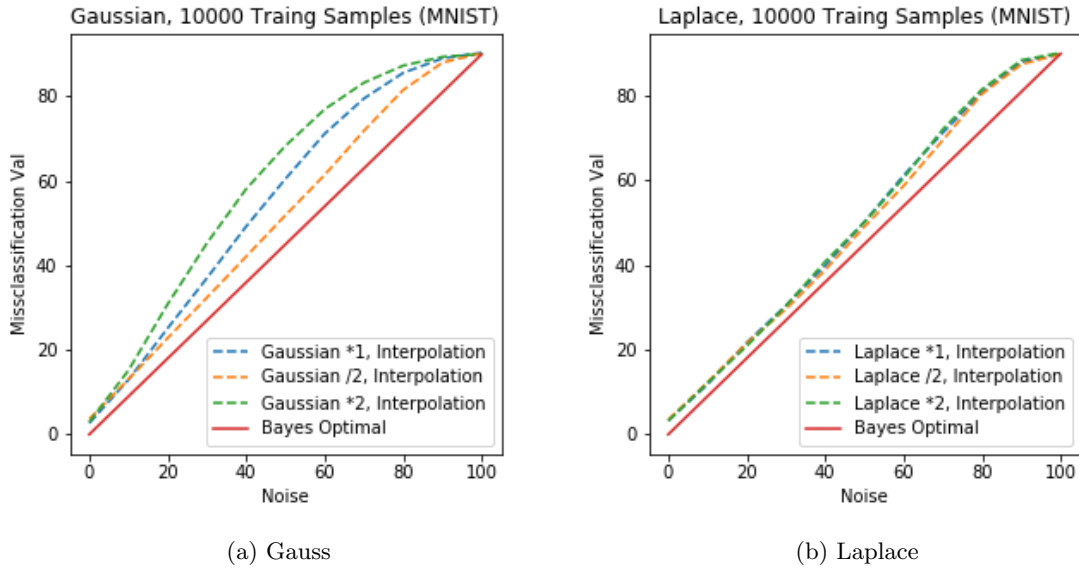 Gaussian, 10000 Traing Samples (MNIST)
Missclassification Val
80
60
40
20
0
0 20 40 60 80 100
Noise
Gaussian *1, Interpolation
Gaussian /2, Interpolation
Gaussian *2, Interpolation
Bayes Optimal
(a) Gauss
Laplace, 10000 Traing Samples (MNIST)
Missclassification Val
80
60
40
20
0
0 20 40 60 80 100
Noise
Laplace *1, Interpolation
Laplace /2, Interpolation
Laplace *2, Interpolation
Bayes Optimal
(b) Laplace